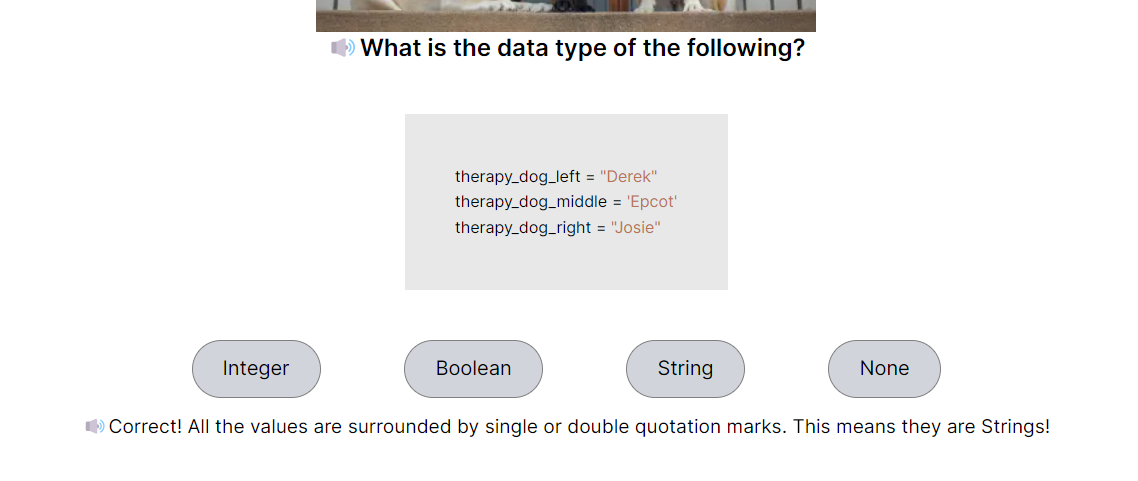 What is the data type of the following?
therapy_dog_left = "Derek"
therapy_dog_middle = 'Epcot'
therapy_dog_right = "Josie"
Integer
Boolean
String
None
Correct! All the values are surrounded by single or double quotation marks. This means they are Strings!